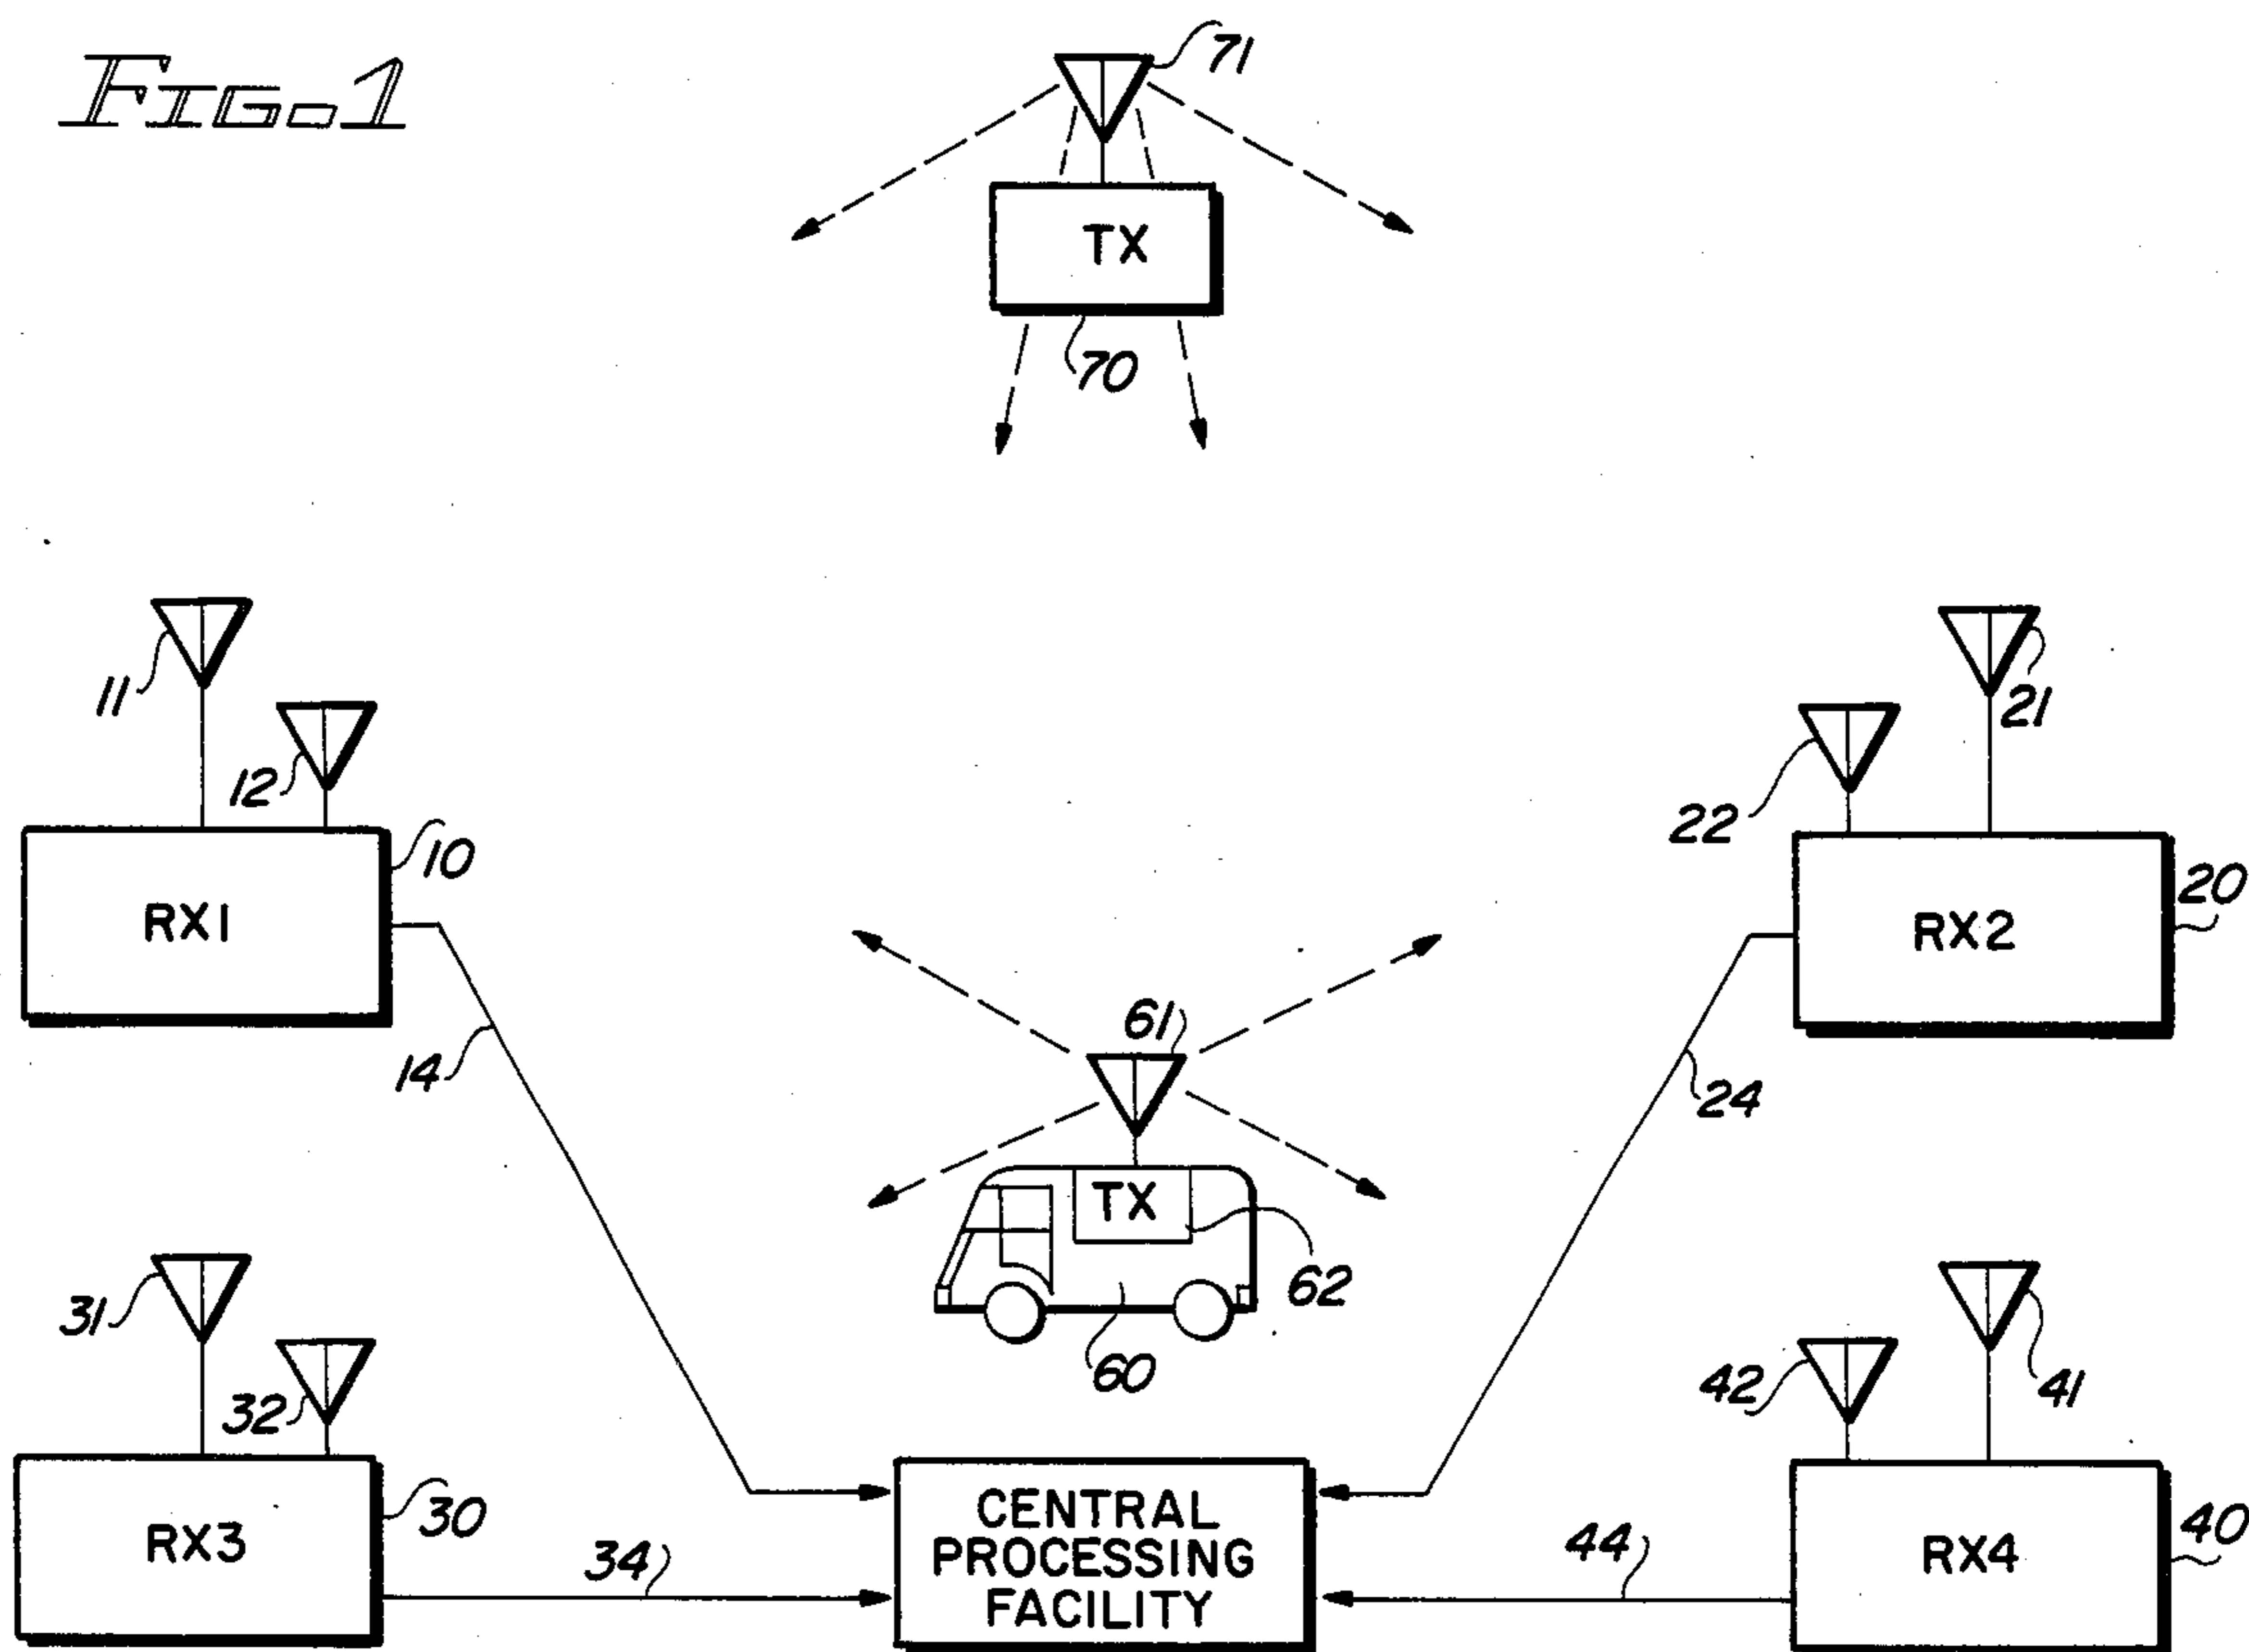 FIG. 1
71
TX
70
11
12
10
RX1
14
21
22
20
RX2
24
61
TX
62
60
31
32
30
RX3
34
41
42
40
RX4
44
CENTRAL
PROCESSING
FACILITY